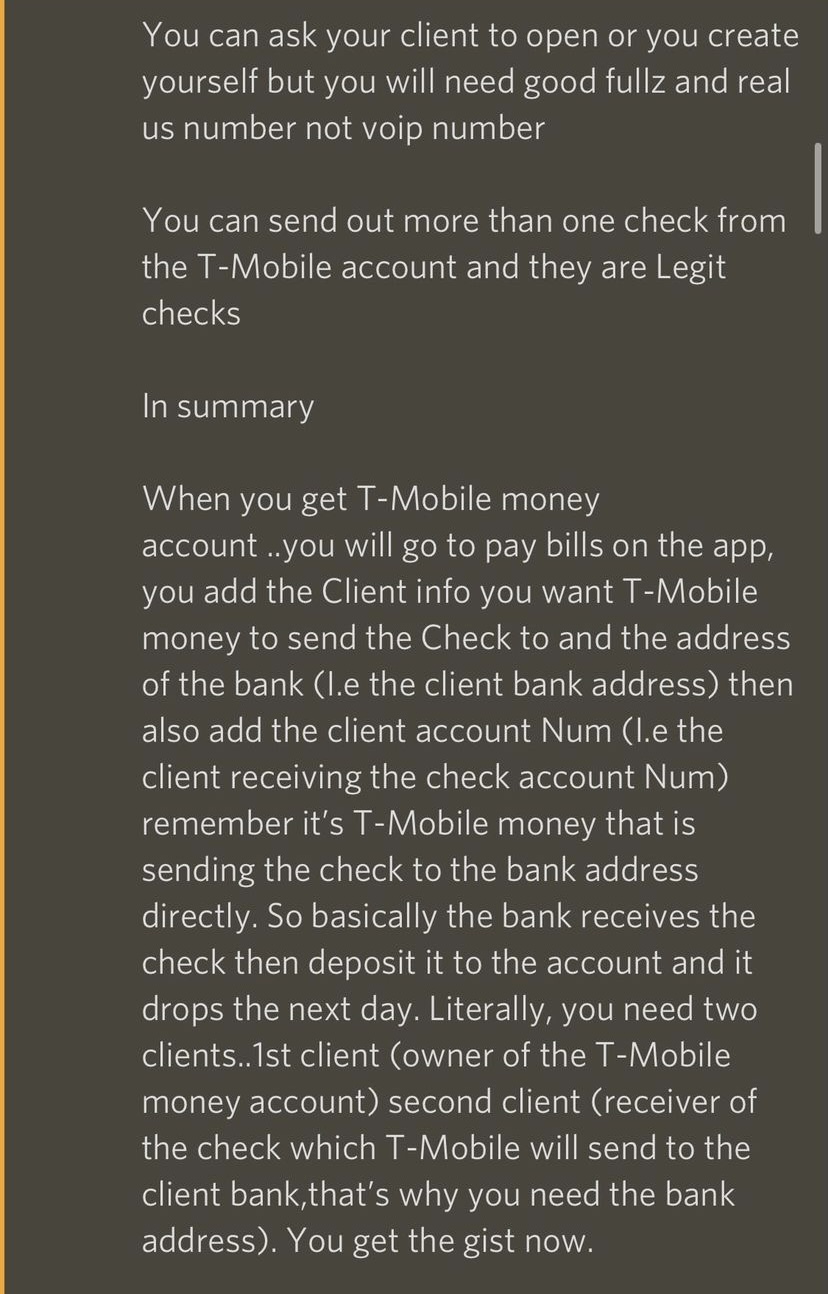 You can ask your client to open or you create
yourself but you will need good fullz and real
us number not voip number
You can send out more than one check from
the T-Mobile account and they are Legit
checks
In summary
When you get T-Mobile money
account ..you will go to pay bills on the app,
you add the Client info you want T-Mobile
money to send the Check to and the address
of the bank (I.e the client bank address) then
also add the client account Num (I.e the
client receiving the check account Num)
remember it's T-Mobile money that is
sending the check to the bank address
directly. So basically the bank receives the
check then deposit it to the account and it
drops the next day. Literally, you need two
clients..1st client (owner of the T-Mobile
money account) second client (receiver of
the check which T-Mobile will send to the
client bank,that's why you need the bank
address). You get the gist now.